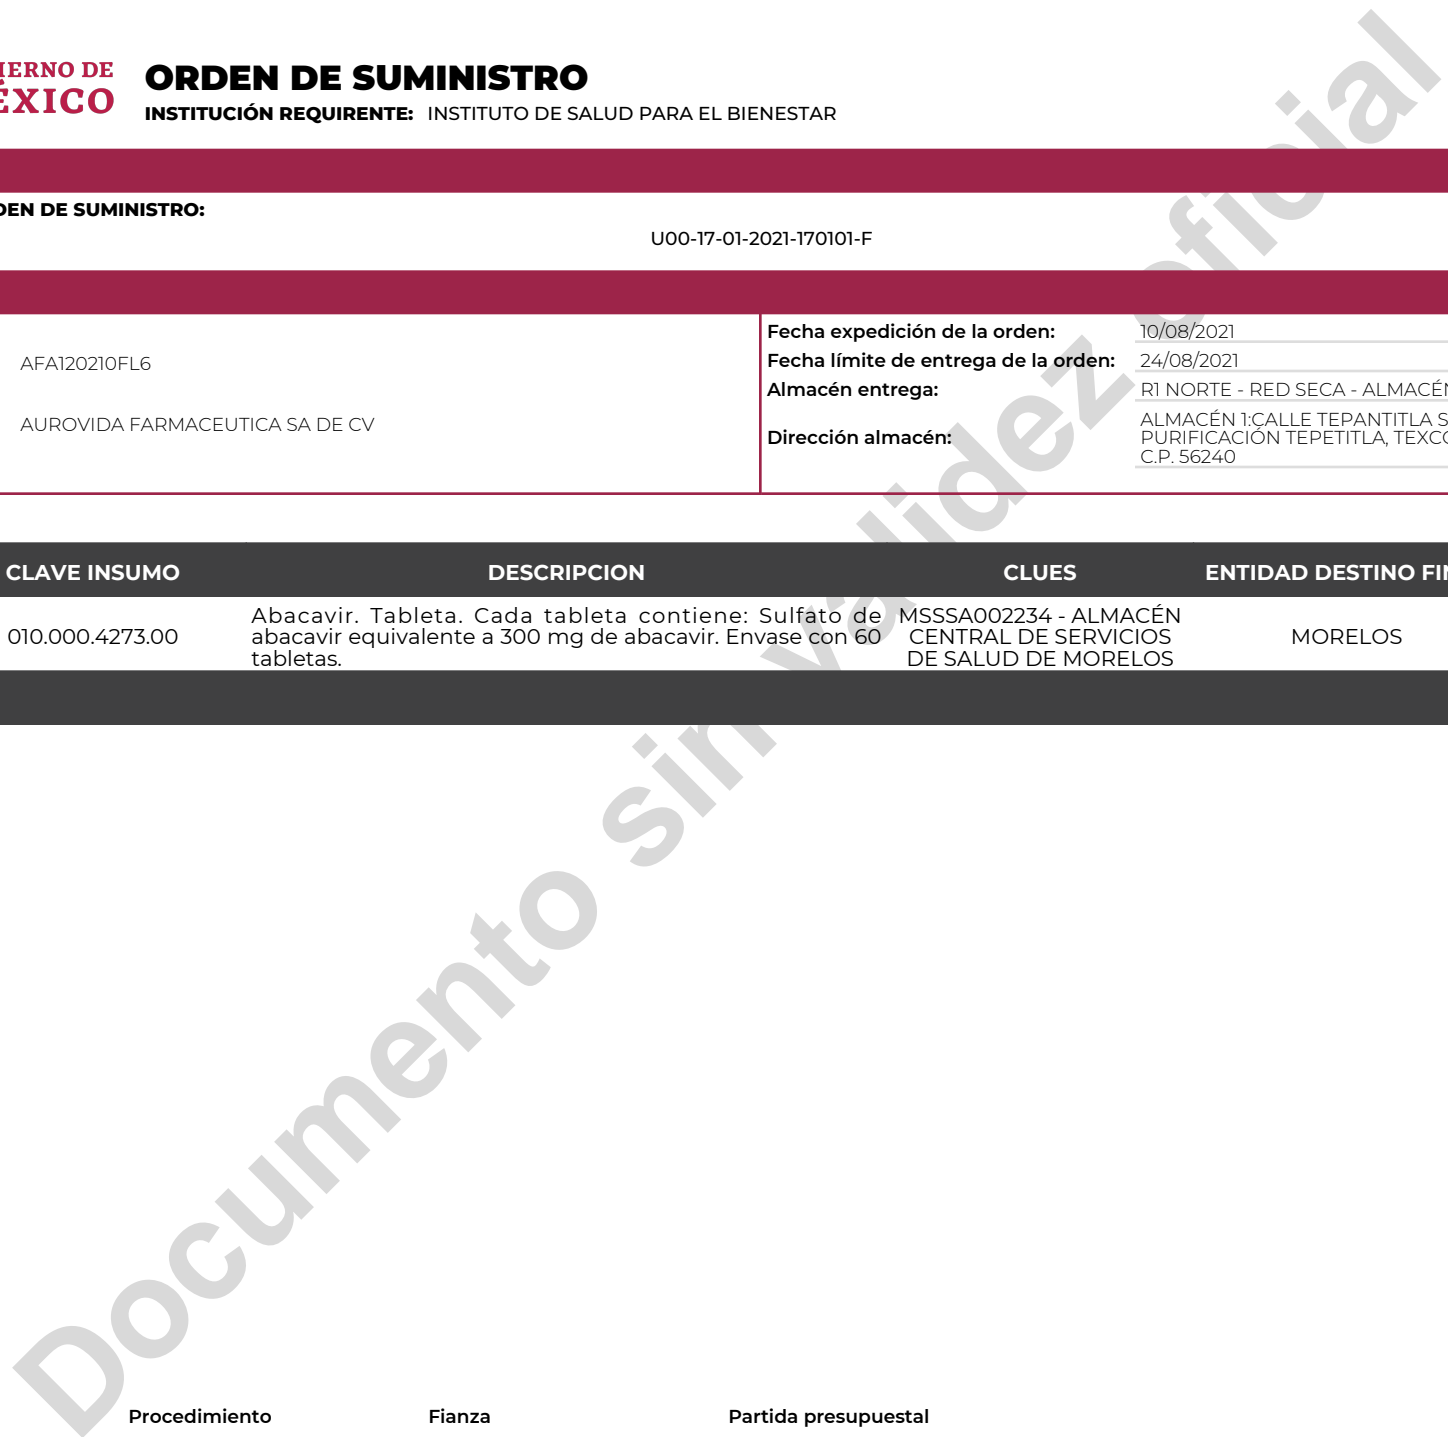 IERNO DE
ÉXICO
ORDEN DE SUMINISTRO
INSTITUCIÓN REQUIRENTE: INSTITUTO DE SALUD PARA EL BIENESTAR
DEN DE SUMINISTRO:
U00-17-01-2021-170101-F
AFA120210FL6
AUROVIDA FARMACEUTICA SA DE CV
Fecha expedición de la orden: 10/08/2021
Fecha límite de entrega de la orden: 24/08/2021
Almacén entrega: R1 NORTE - RED SECA - ALMACÉN
Dirección almacén:
ALMACÉN 1:CALLE TEPANTITLA S
PURIFICACIÓN TEPETITLA, TEXCO
C.P. 56240
CLAVE INSUMO DESCRIPCION CLUES ENTIDAD DESTINO FIN
010.000.4273.00
Abacavir. Tableta. Cada tableta contiene: Sulfato de
abacavir equivalente a 300 mg de abacavir. Envase con 60
tabletas.
MSSSA002234 - ALMACÉN
CENTRAL DE SERVICIOS
DE SALUD DE MORELOS
MORELOS
Documento sin validez oficial
Procedimiento Fianza Partida presupuestal